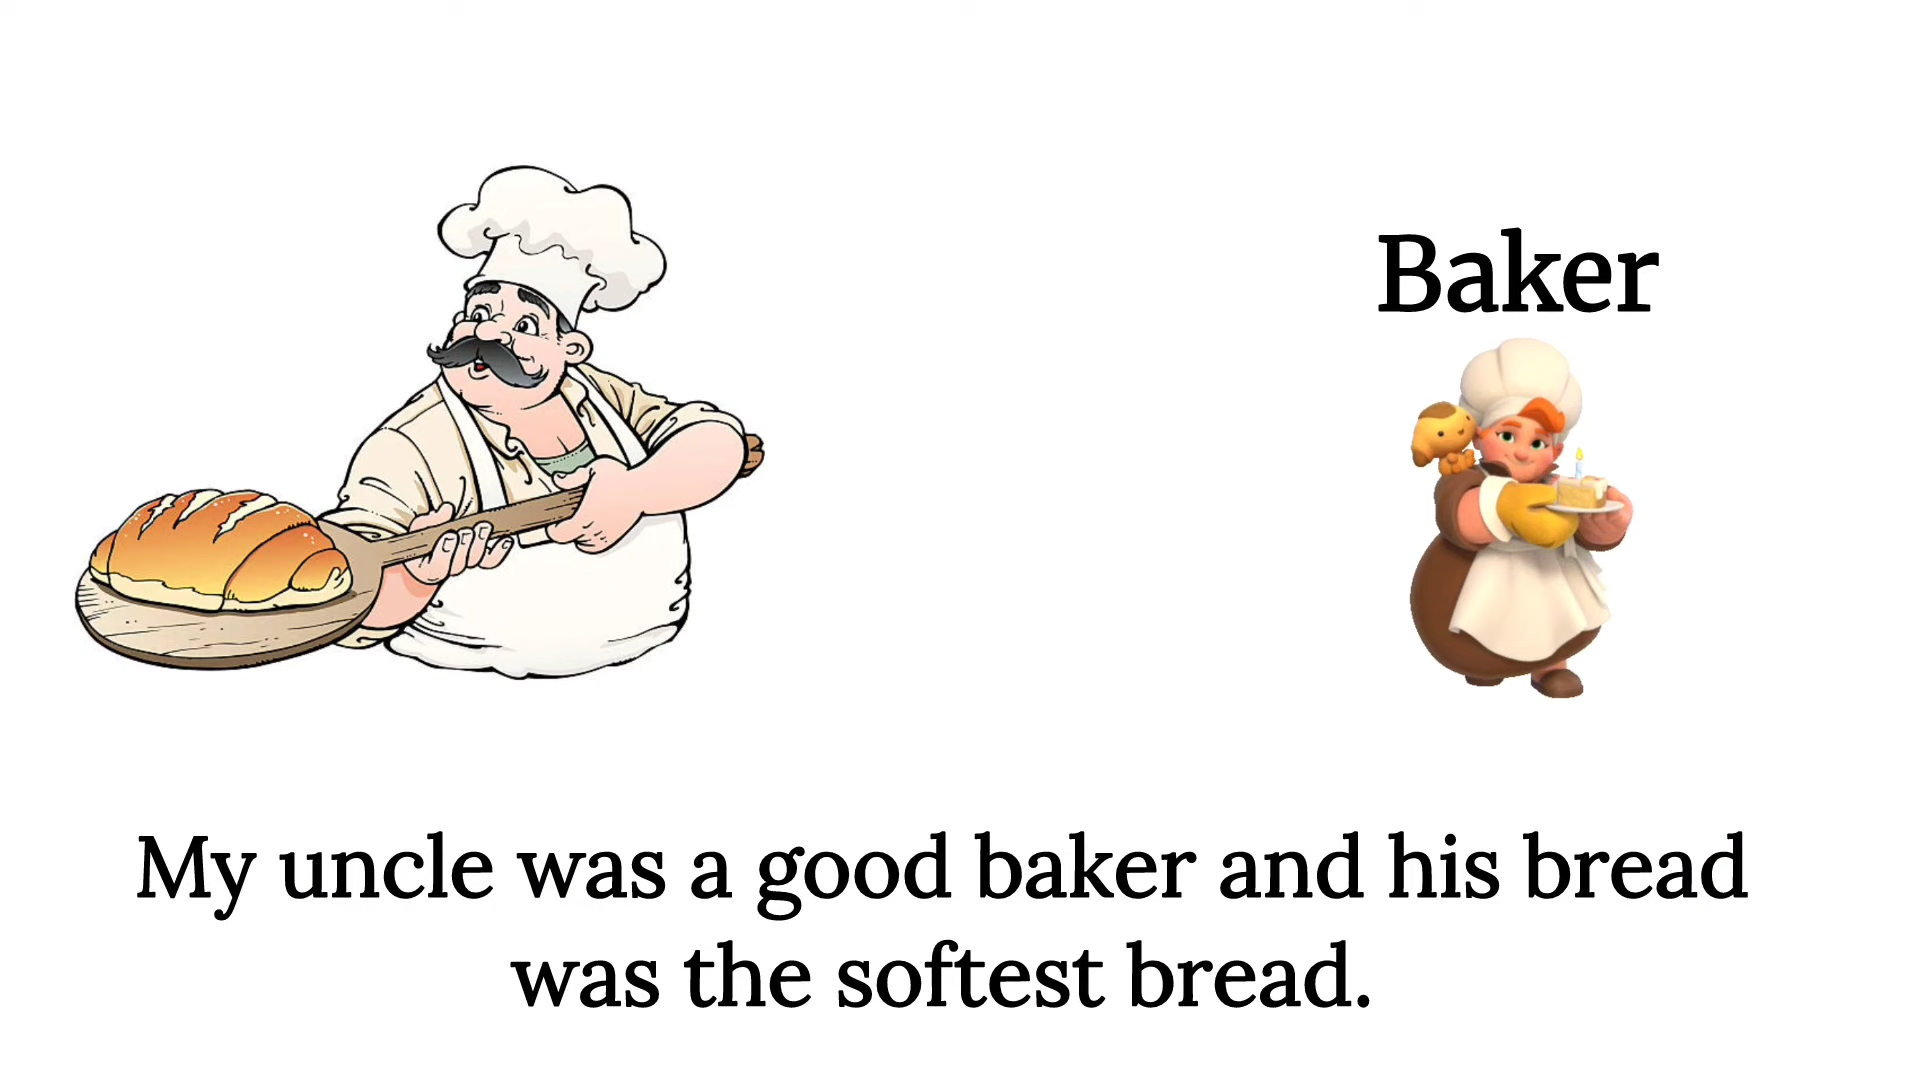 Baker
My uncle was a good baker and his bread
was the softest bread.